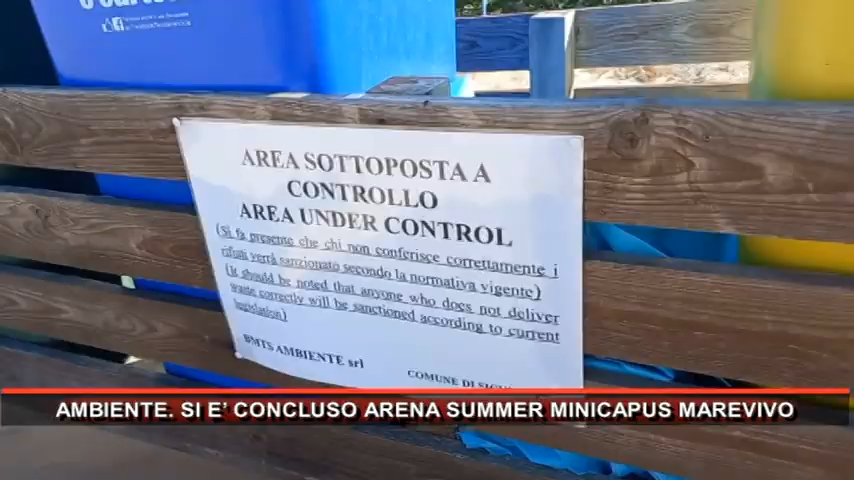 AREA SOTTOPOSTA A
CONTROLLO
AREA UNDER CONTROL
(Si fa presente che chi non conferisce correttamente i
rifiuti verrà sanzionato secondo la normativa vigente)
(It should be noted that anyone who does not deliver
waste correctly will be sanctioned according to current
legislation)
BMTS AMBIENTE srl
COMUNE DI
AMBIENTE. SI E' CONCLUSO ARENA SUMMER MINICAPUS MAREVIVO